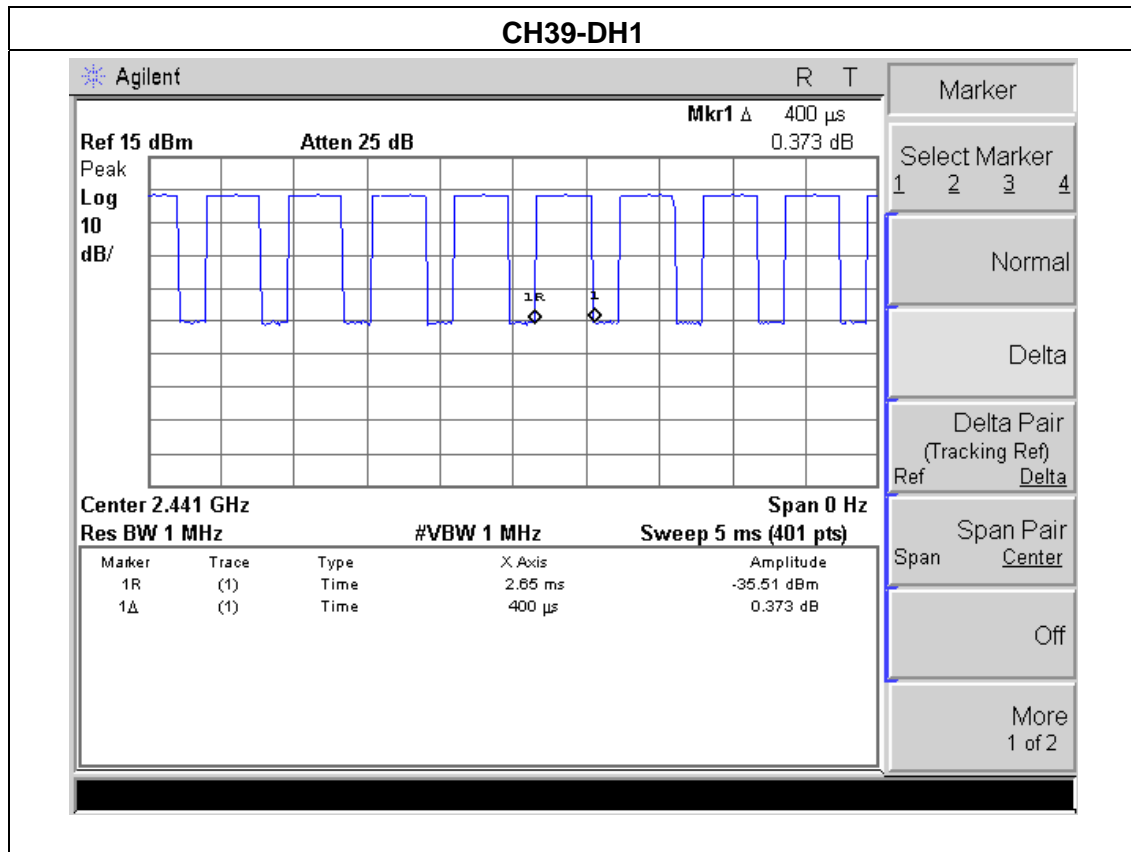 CH39-DH1
Agilent R T
Mkr1 Δ 400 μs
Ref 15 dBm Atten 25 dB 0.373 dB
Peak
Log
10
dB/
1R 1
Center 2.441 GHz Span 0 Hz
Res BW 1 MHz #VBW 1 MHz Sweep 5 ms (401 pts)
Marker Trace Type X Axis Amplitude
1R (1) Time 2.65 ms -35.51 dBm
1Δ (1) Time 400 μs 0.373 dB
Marker
Select Marker
1 2 3 4
Normal
Delta
Delta Pair
(Tracking Ref)
Ref Delta
Span Pair
Span Center
Off
More
1 of 2